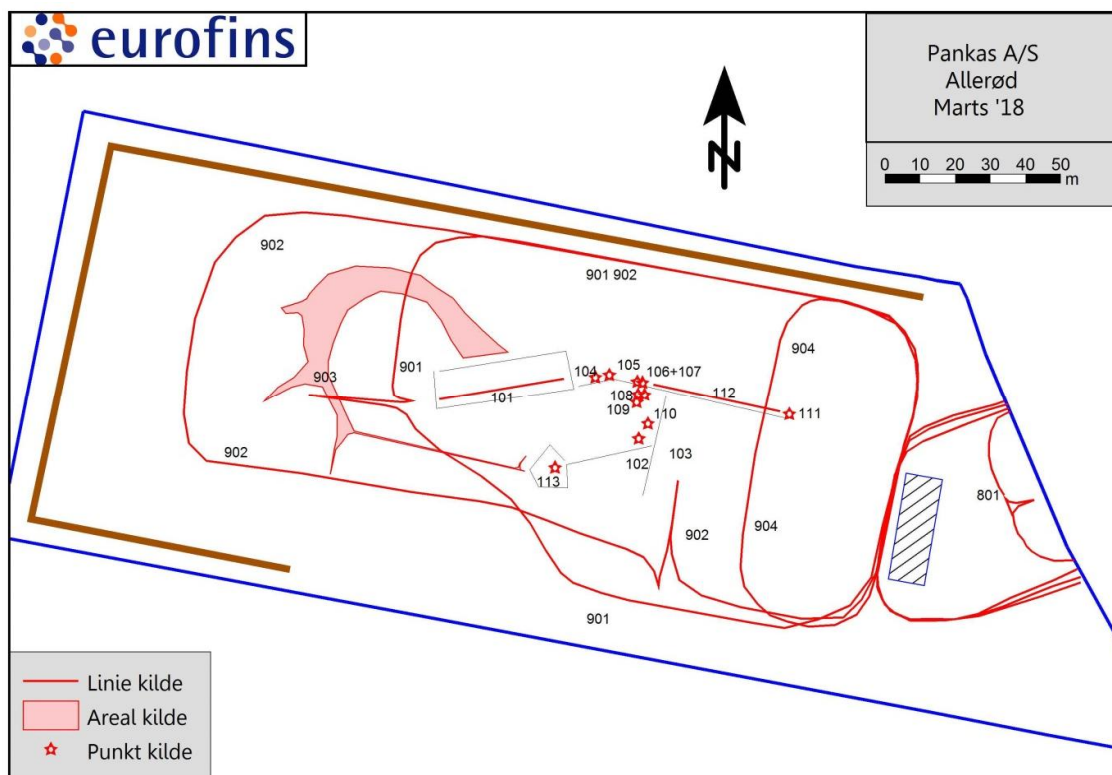 eurofins
Pankas A/S
Allerød
Marts '18
0 10 20 30 40 50
m
N
902
901 902
904
901
903
101
104
105
106+107
108
109
112
111
110
102
103
113
902
801
904
902
901
Linie kilde
Areal kilde
Punkt kilde